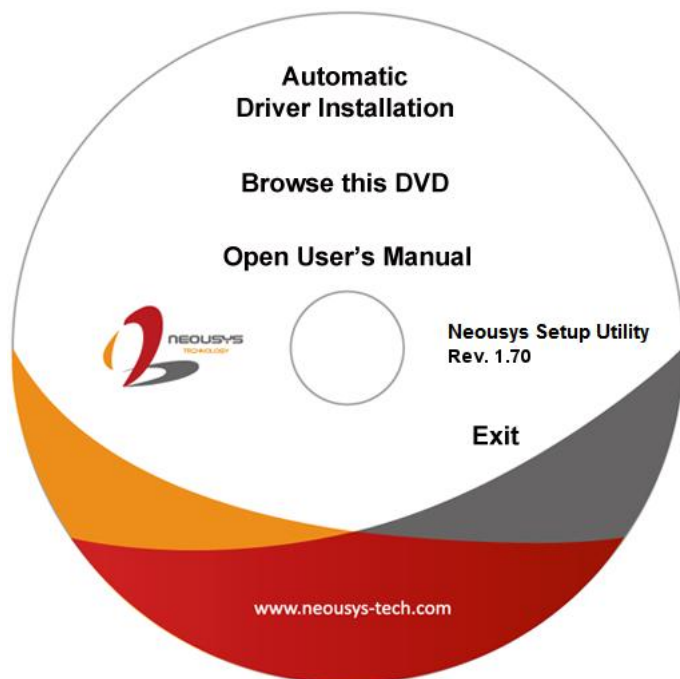 Automatic
Driver Installation
Browse this DVD
Open User's Manual
NEOUSYS
TECHNOLOGY
Neousys Setup Utility
Rev. 1.70
Exit
www.neousys-tech.com